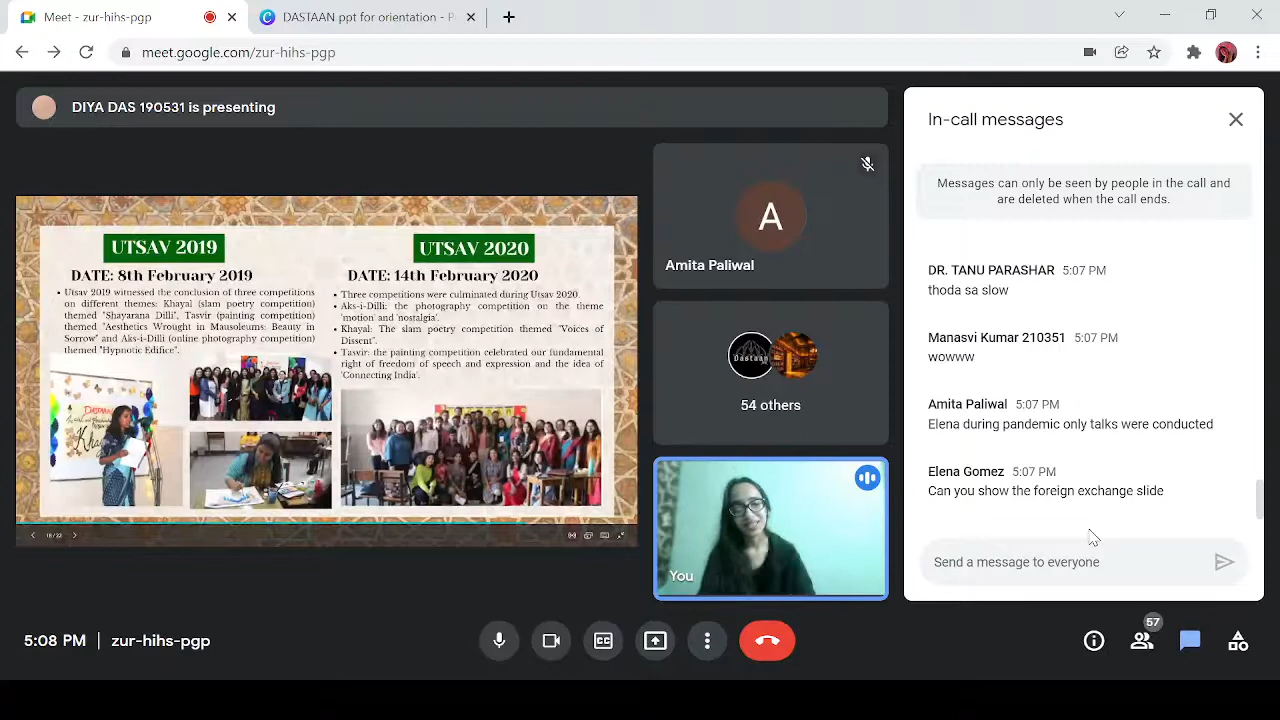 Meet - zur-hihs-pgp
DASTAAN ppt for orientation - P
meet.google.com/zur-hihs-pgp
DIYA DAS 190531 is presenting
UTSAV 2019
DATE: 8th February 2019
• Utsav 2019 witnessed the conclusion of three competitions
on different themes: Khayal (slam poetry competition)
themed "Shayarana Dilli", Tasvir (painting competition)
themed "Aesthetics Wrought in Mausoleums: Beauty in
Sorrow" and Aks-i-Dilli (online photography competition)
themed "Hypnotic Edifice".
UTSAV 2020
DATE: 14th February 2020
• Three competitions were culminated during Utsav 2020.
• Aks-i-Dilli: the photography competition on the theme
'motion' and 'nostalgia'.
• Khayal: The slam poetry competition themed "Voices of
Dissent".
• Tasvir: the painting competition celebrated our fundamental
right of freedom of speech and expression and the idea of
'Connecting India'.
A
Amita Paliwal
Dastaan
54 others
You
In-call messages
Messages can only be seen by people in the call and
are deleted when the call ends.
DR. TANU PARASHAR 5:07 PM
thoda sa slow
Manasvi Kumar 210351 5:07 PM
wowww
Amita Paliwal 5:07 PM
Elena during pandemic only talks were conducted
Elena Gomez 5:07 PM
Can you show the foreign exchange slide
Send a message to everyone
5:08 PM | zur-hihs-pgp
57